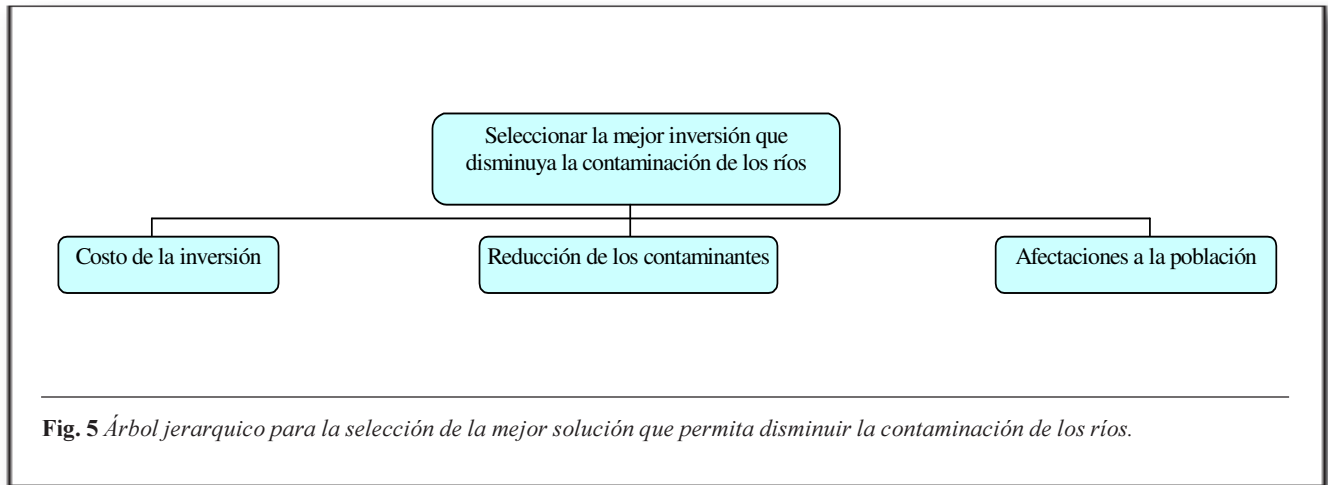 Seleccionar la mejor inversión que
disminuya la contaminación de los ríos
Costo de la inversión
Reducción de los contaminantes
Afectaciones a la población
Fig. 5 Árbol jerarquico para la selección de la mejor solución que permita disminuir la contaminación de los ríos.